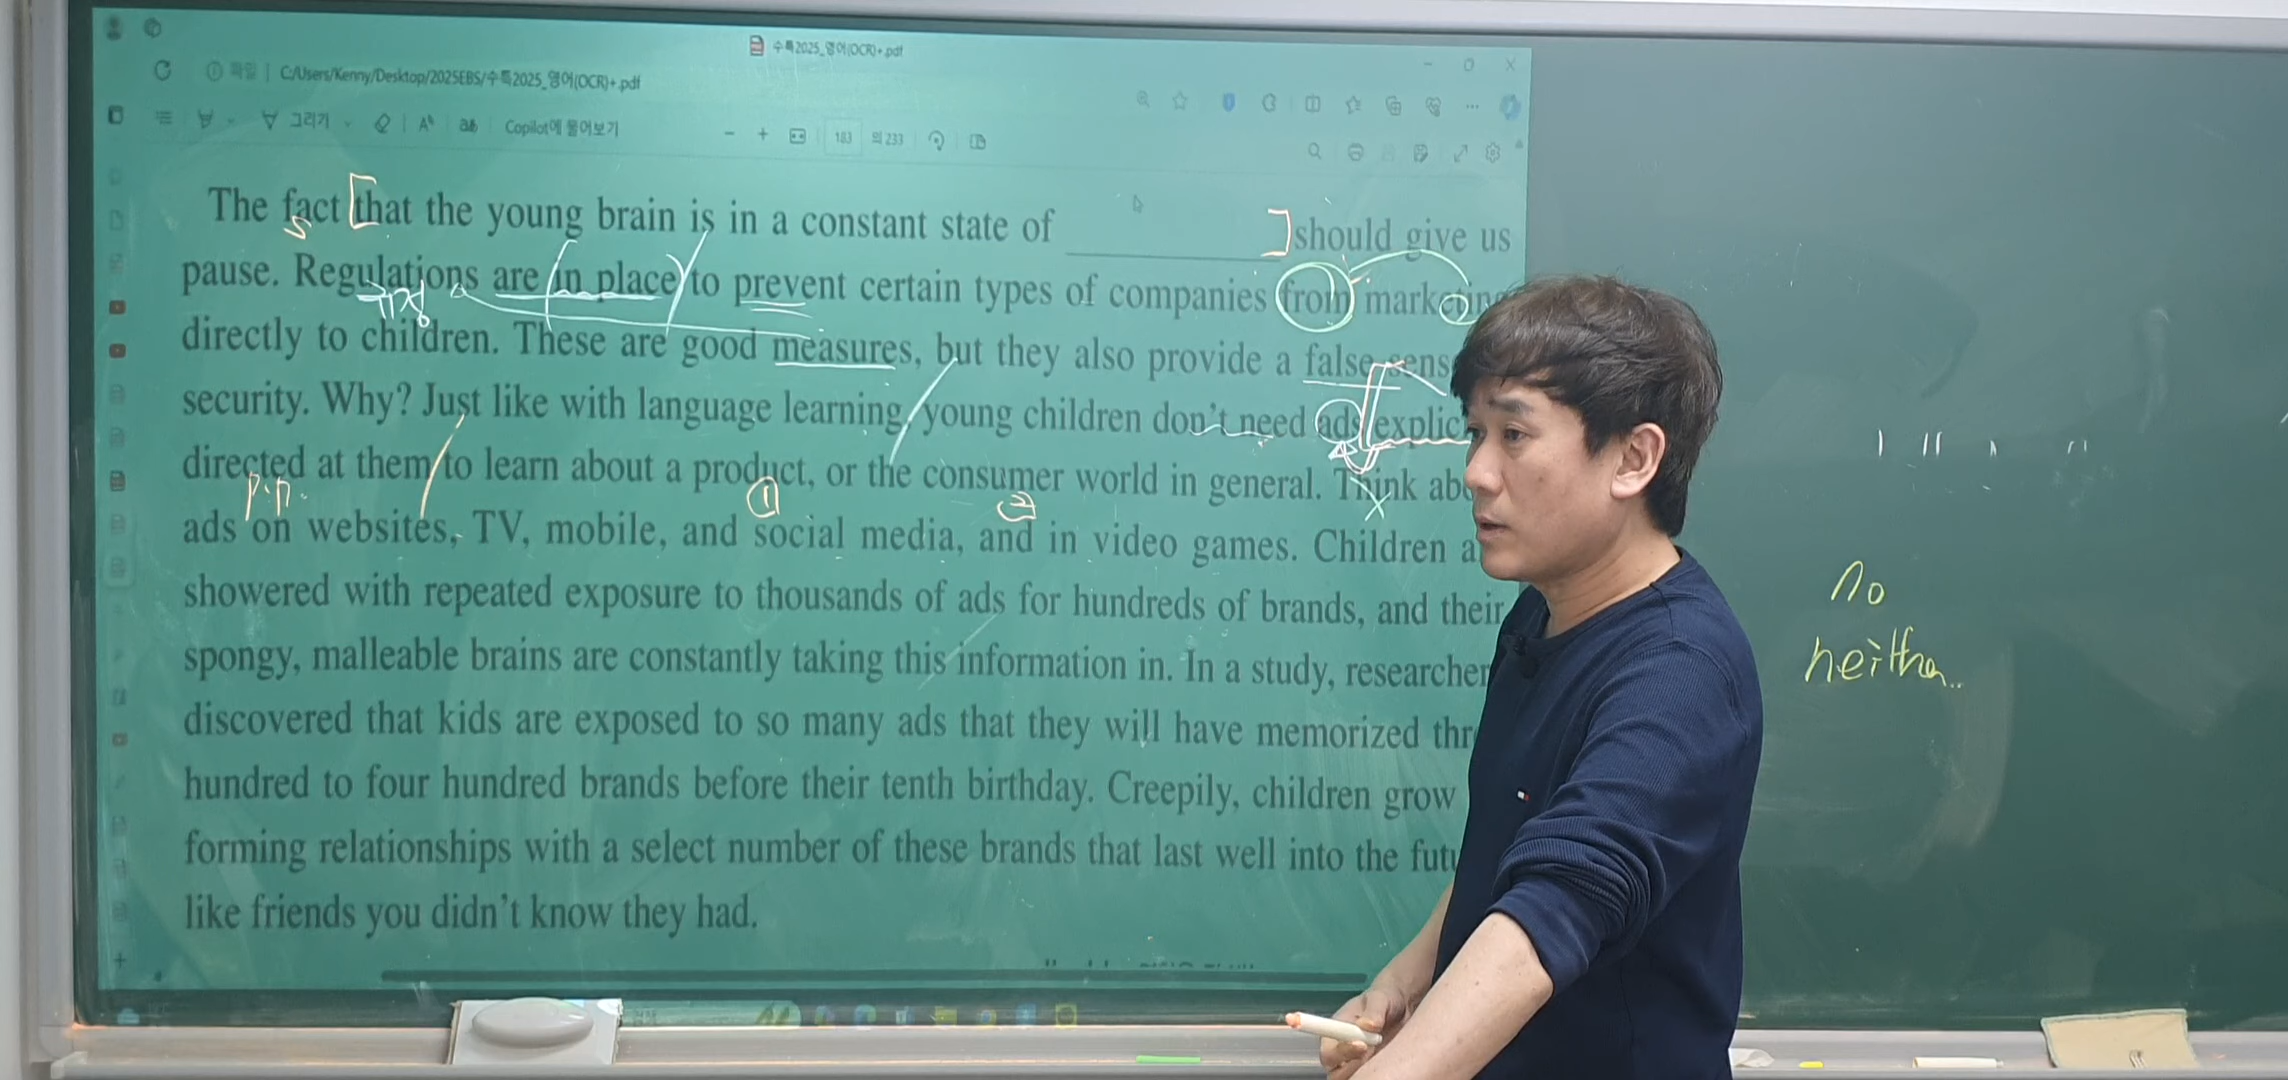 수특2025_영어(OCR)+.pdf
파일 | C:/Users/Kenny/Desktop/2025EBS/수특2025_영어(OCR)+.pdf
그리기 Copilot에 물어보기 183 의 233
The fact [that the young brain is in a constant state of ] should give us
S
pause. Regulations are (in place) to prevent certain types of companies from marketing
규정
directly to children. These are good measures, but they also provide a false sens
security. Why? Just like with language learning, young children don't need ads explic
directed at them to learn about a product, or the consumer world in general. Think abo
p.p. ① ②
ads on websites, TV, mobile, and social media, and in video games. Children a
showered with repeated exposure to thousands of ads for hundreds of brands, and their
spongy, malleable brains are constantly taking this information in. In a study, researcher
discovered that kids are exposed to so many ads that they will have memorized thr
hundred to four hundred brands before their tenth birthday. Creepily, children grow
forming relationships with a select number of these brands that last well into the futu
like friends you didn't know they had.
no
neither..